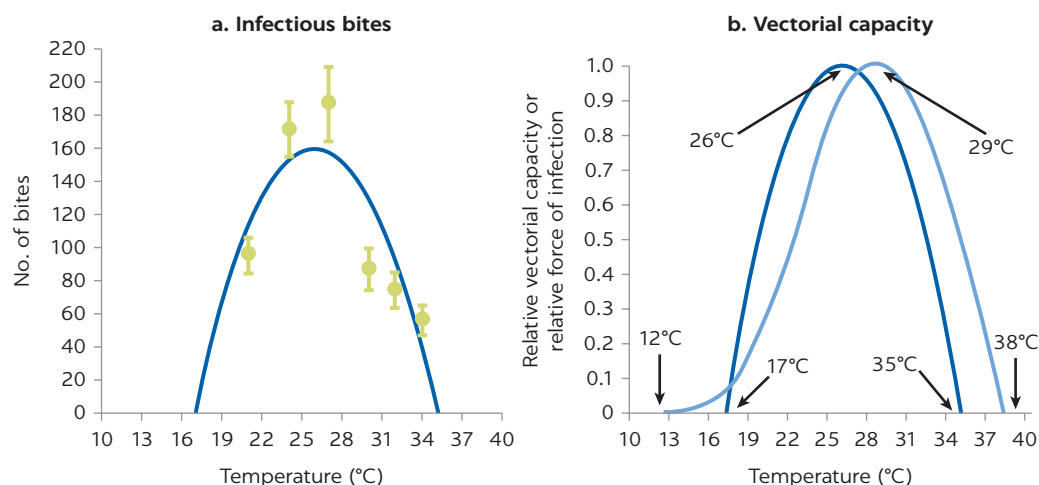 a. Infectious bites
No. of bites
220
200
180
160
140
120
100
80
60
40
20
0
10 13 16 19 22 25 28 31 34 37 40
Temperature (°C)
b. Vectorial capacity
Relative vectorial capacity or
relative force of infection
1.0
0.9
0.8
0.7
0.6
0.5
0.4
0.3
0.2
0.1
0
26°C
29°C
12°C
17°C
35°C
38°C
10 13 16 19 22 25 28 31 34 37 40
Temperature (°C)